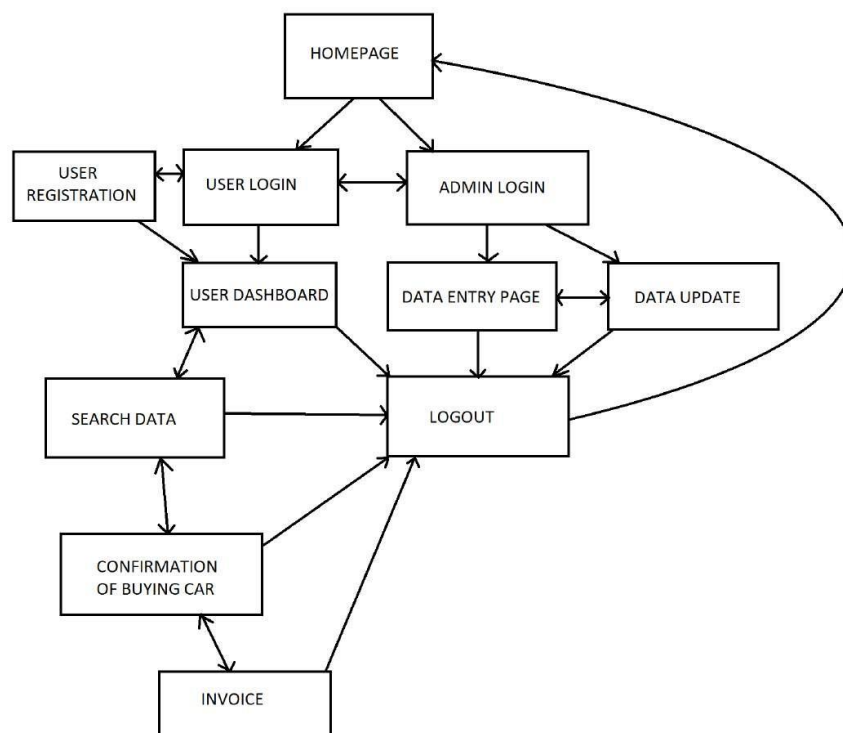 HOMEPAGE
USER
REGISTRATION
USER LOGIN
ADMIN LOGIN
USER DASHBOARD
DATA ENTRY PAGE
DATA UPDATE
SEARCH DATA
LOGOUT
CONFIRMATION
OF BUYING CAR
INVOICE